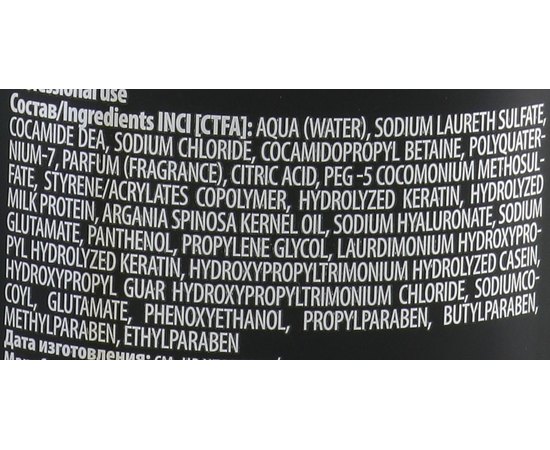 Professional use
Состав/Ingredients INCI [CTFA]: AQUA (WATER), SODIUM LAURETH SULFATE,
COCAMIDE DEA, SODIUM CHLORIDE, COCAMIDOPROPYL BETAINE, POLYQUATER-
NIUM-7, PARFUM (FRAGRANCE), CITRIC ACID, PEG -5 COCOMONIUM METHOSUL-
FATE, STYRENE/ACRYLATES COPOLYMER, HYDROLYZED KERATIN, HYDROLYZED
MILK PROTEIN, ARGANIA SPINOSA KERNEL OIL, SODIUM HYALURONATE, SODIUM
GLUTAMATE, PANTHENOL, PROPYLENE GLYCOL, LAURDIMONIUM HYDROXYPRO-
PYL HYDROLYZED KERATIN, HYDROXYPROPYLTRIMONIUM HYDROLYZED CASEIN,
HYDROXYPROPYL GUAR HYDROXYPROPYLTRIMONIUM CHLORIDE, SODIUMCO-
COYL, GLUTAMATE, PHENOXYETHANOL, PROPYLPARABEN, BUTYLPARABEN,
METHYLPARABEN, ETHYLPARABEN
Дата изготовления: